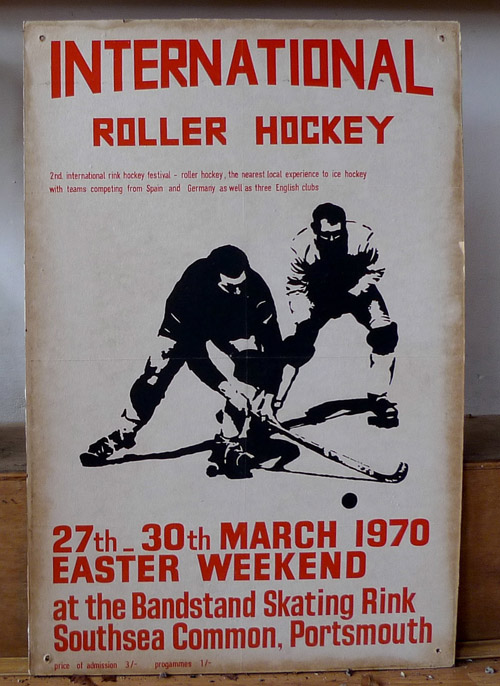 INTERNATIONAL
ROLLER HOCKEY
2nd. international rink hockey festival - roller hockey, the nearest local experience to ice hockey
with teams competing from Spain and Germany as well as three English clubs
27th - 30th MARCH 1970
EASTER WEEKEND
at the Bandstand Skating Rink
Southsea Common, Portsmouth
price of admission 3/- progammes 1/-